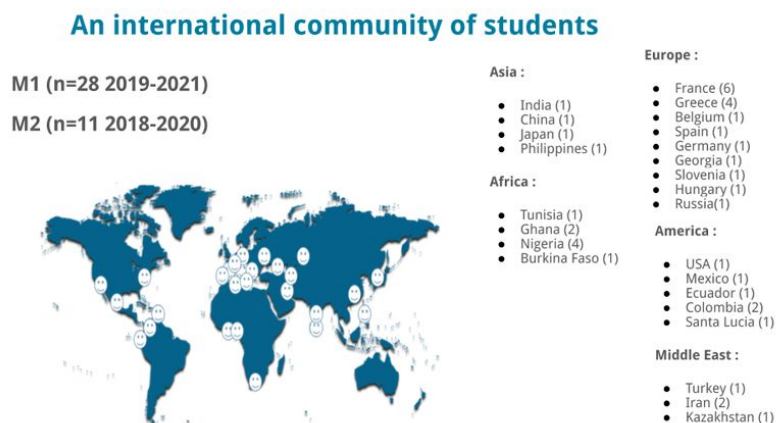 An international community of students
M1 (n=28 2019-2021)
M2 (n=11 2018-2020)
Asia :
● India (1)
● China (1)
● Japan (1)
● Philippines (1)
Africa :
● Tunisia (1)
● Ghana (2)
● Nigeria (4)
● Burkina Faso (1)
Europe :
● France (6)
● Greece (4)
● Belgium (1)
● Spain (1)
● Germany (1)
● Georgia (1)
● Slovenia (1)
● Hungary (1)
● Russia(1)
America :
● USA (1)
● Mexico (1)
● Ecuador (1)
● Colombia (2)
● Santa Lucia (1)
Middle East :
● Turkey (1)
● Iran (2)
● Kazakhstan (1)